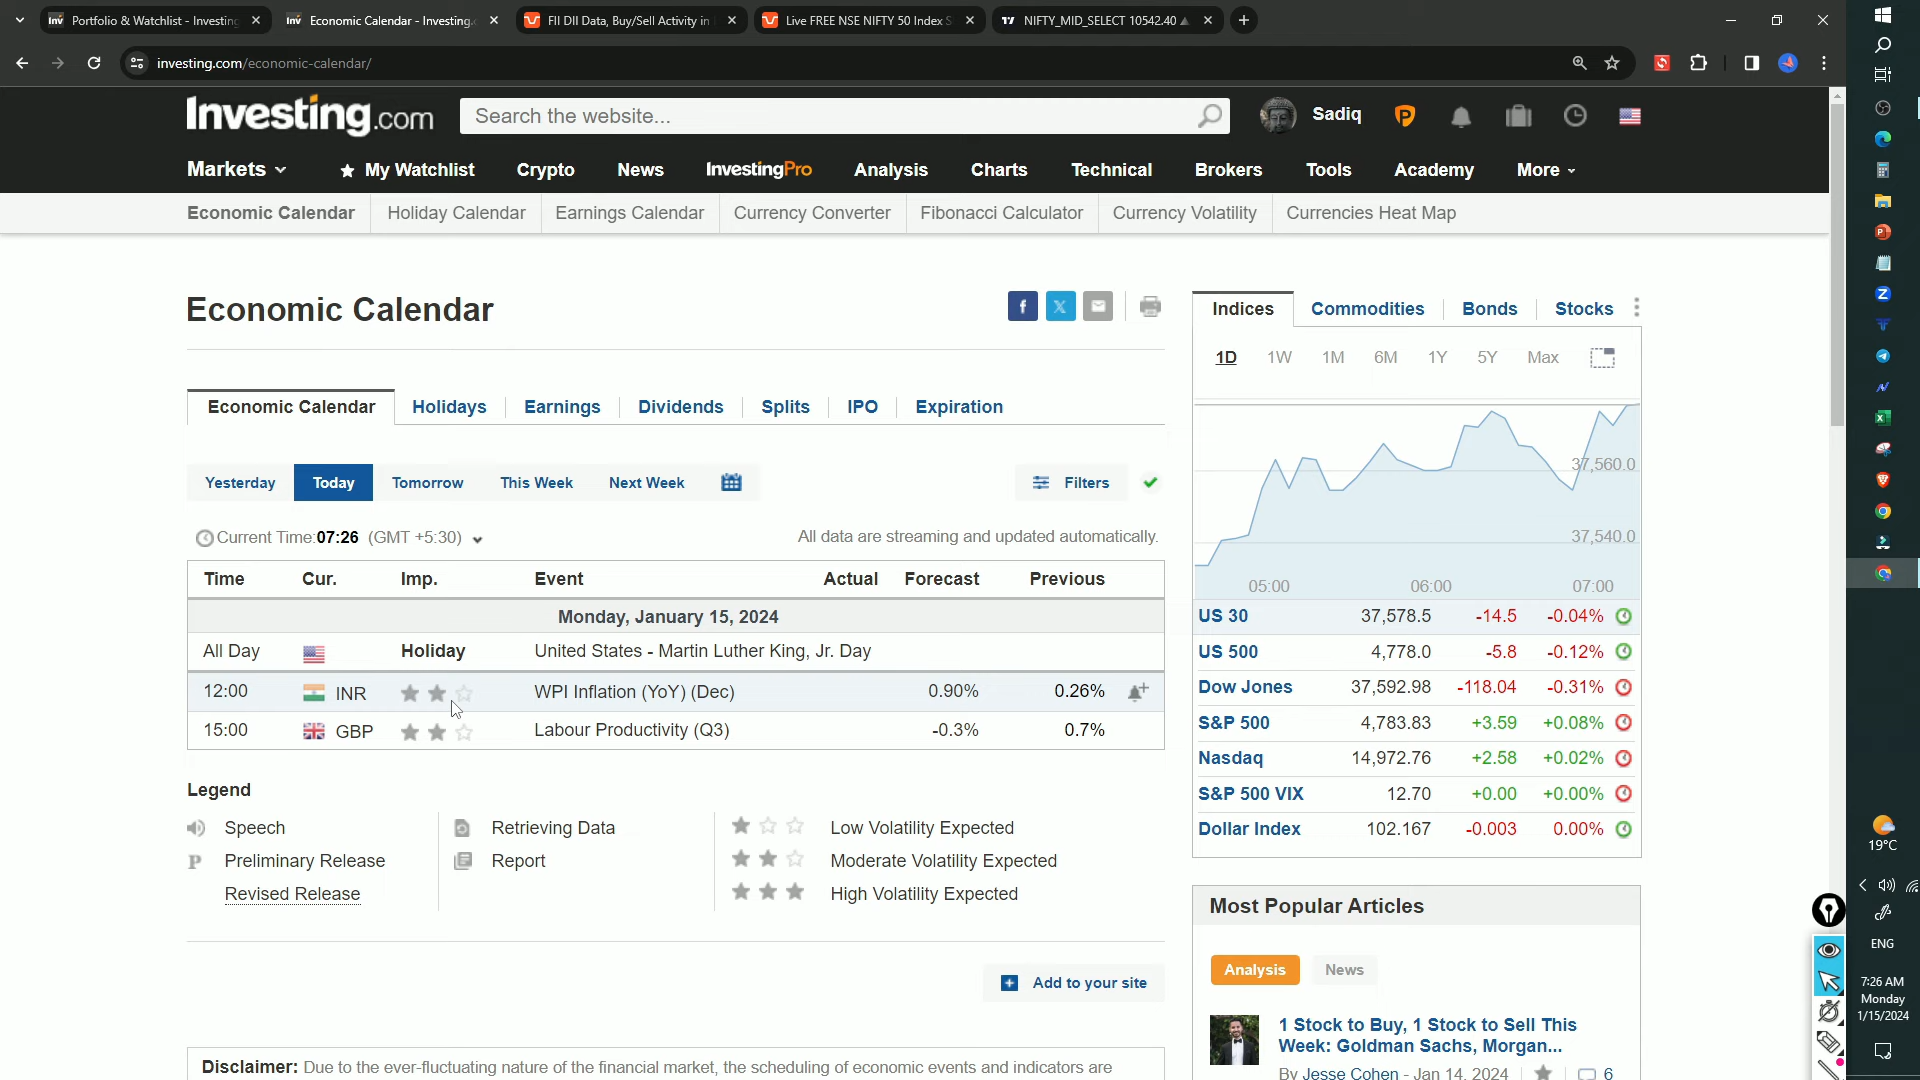 Portfolio & Watchlist - Investing
Economic Calendar - Investing.
FII DII Data, Buy/Sell Activity in
Live FREE NSE NIFTY 50 Index S
NIFTY_MID_SELECT 10542.40
investing.com/economic-calendar/
Investing.com
Search the website...
Sadiq
Markets
My Watchlist
Crypto
News
InvestingPro
Analysis
Charts
Technical
Brokers
Tools
Academy
More
Economic Calendar
Holiday Calendar
Earnings Calendar
Currency Converter
Fibonacci Calculator
Currency Volatility
Currencies Heat Map
Economic Calendar
Economic Calendar
Holidays
Earnings
Dividends
Splits
IPO
Expiration
Yesterday
Today
Tomorrow
This Week
Next Week
Filters
Current Time:07:26 (GMT +5:30)
All data are streaming and updated automatically.
Time Cur. Imp. Event Actual Forecast Previous
Monday, January 15, 2024
All Day Holiday United States - Martin Luther King, Jr. Day
12:00 INR WPI Inflation (YoY) (Dec) 0.90% 0.26%
15:00 GBP Labour Productivity (Q3) -0.3% 0.7%
Legend
Speech
Preliminary Release
Revised Release
Retrieving Data
Report
Low Volatility Expected
Moderate Volatility Expected
High Volatility Expected
Add to your site
Disclaimer: Due to the ever-fluctuating nature of the financial market, the scheduling of economic events and indicators are
Indices
Commodities
Bonds
Stocks
1D 1W 1M 6M 1Y 5Y Max
37,560.0
37,540.0
05:00 06:00 07:00
US 30 37,578.5 -14.5 -0.04%
US 500 4,778.0 -5.8 -0.12%
Dow Jones 37,592.98 -118.04 -0.31%
S&P 500 4,783.83 +3.59 +0.08%
Nasdaq 14,972.76 +2.58 +0.02%
S&P 500 VIX 12.70 +0.00 +0.00%
Dollar Index 102.167 -0.003 0.00%
Most Popular Articles
Analysis
News
1 Stock to Buy, 1 Stock to Sell This
Week: Goldman Sachs, Morgan...
By Jesse Cohen - Jan 14, 2024 6
19°C
ENG
7:26 AM
Monday
1/15/2024